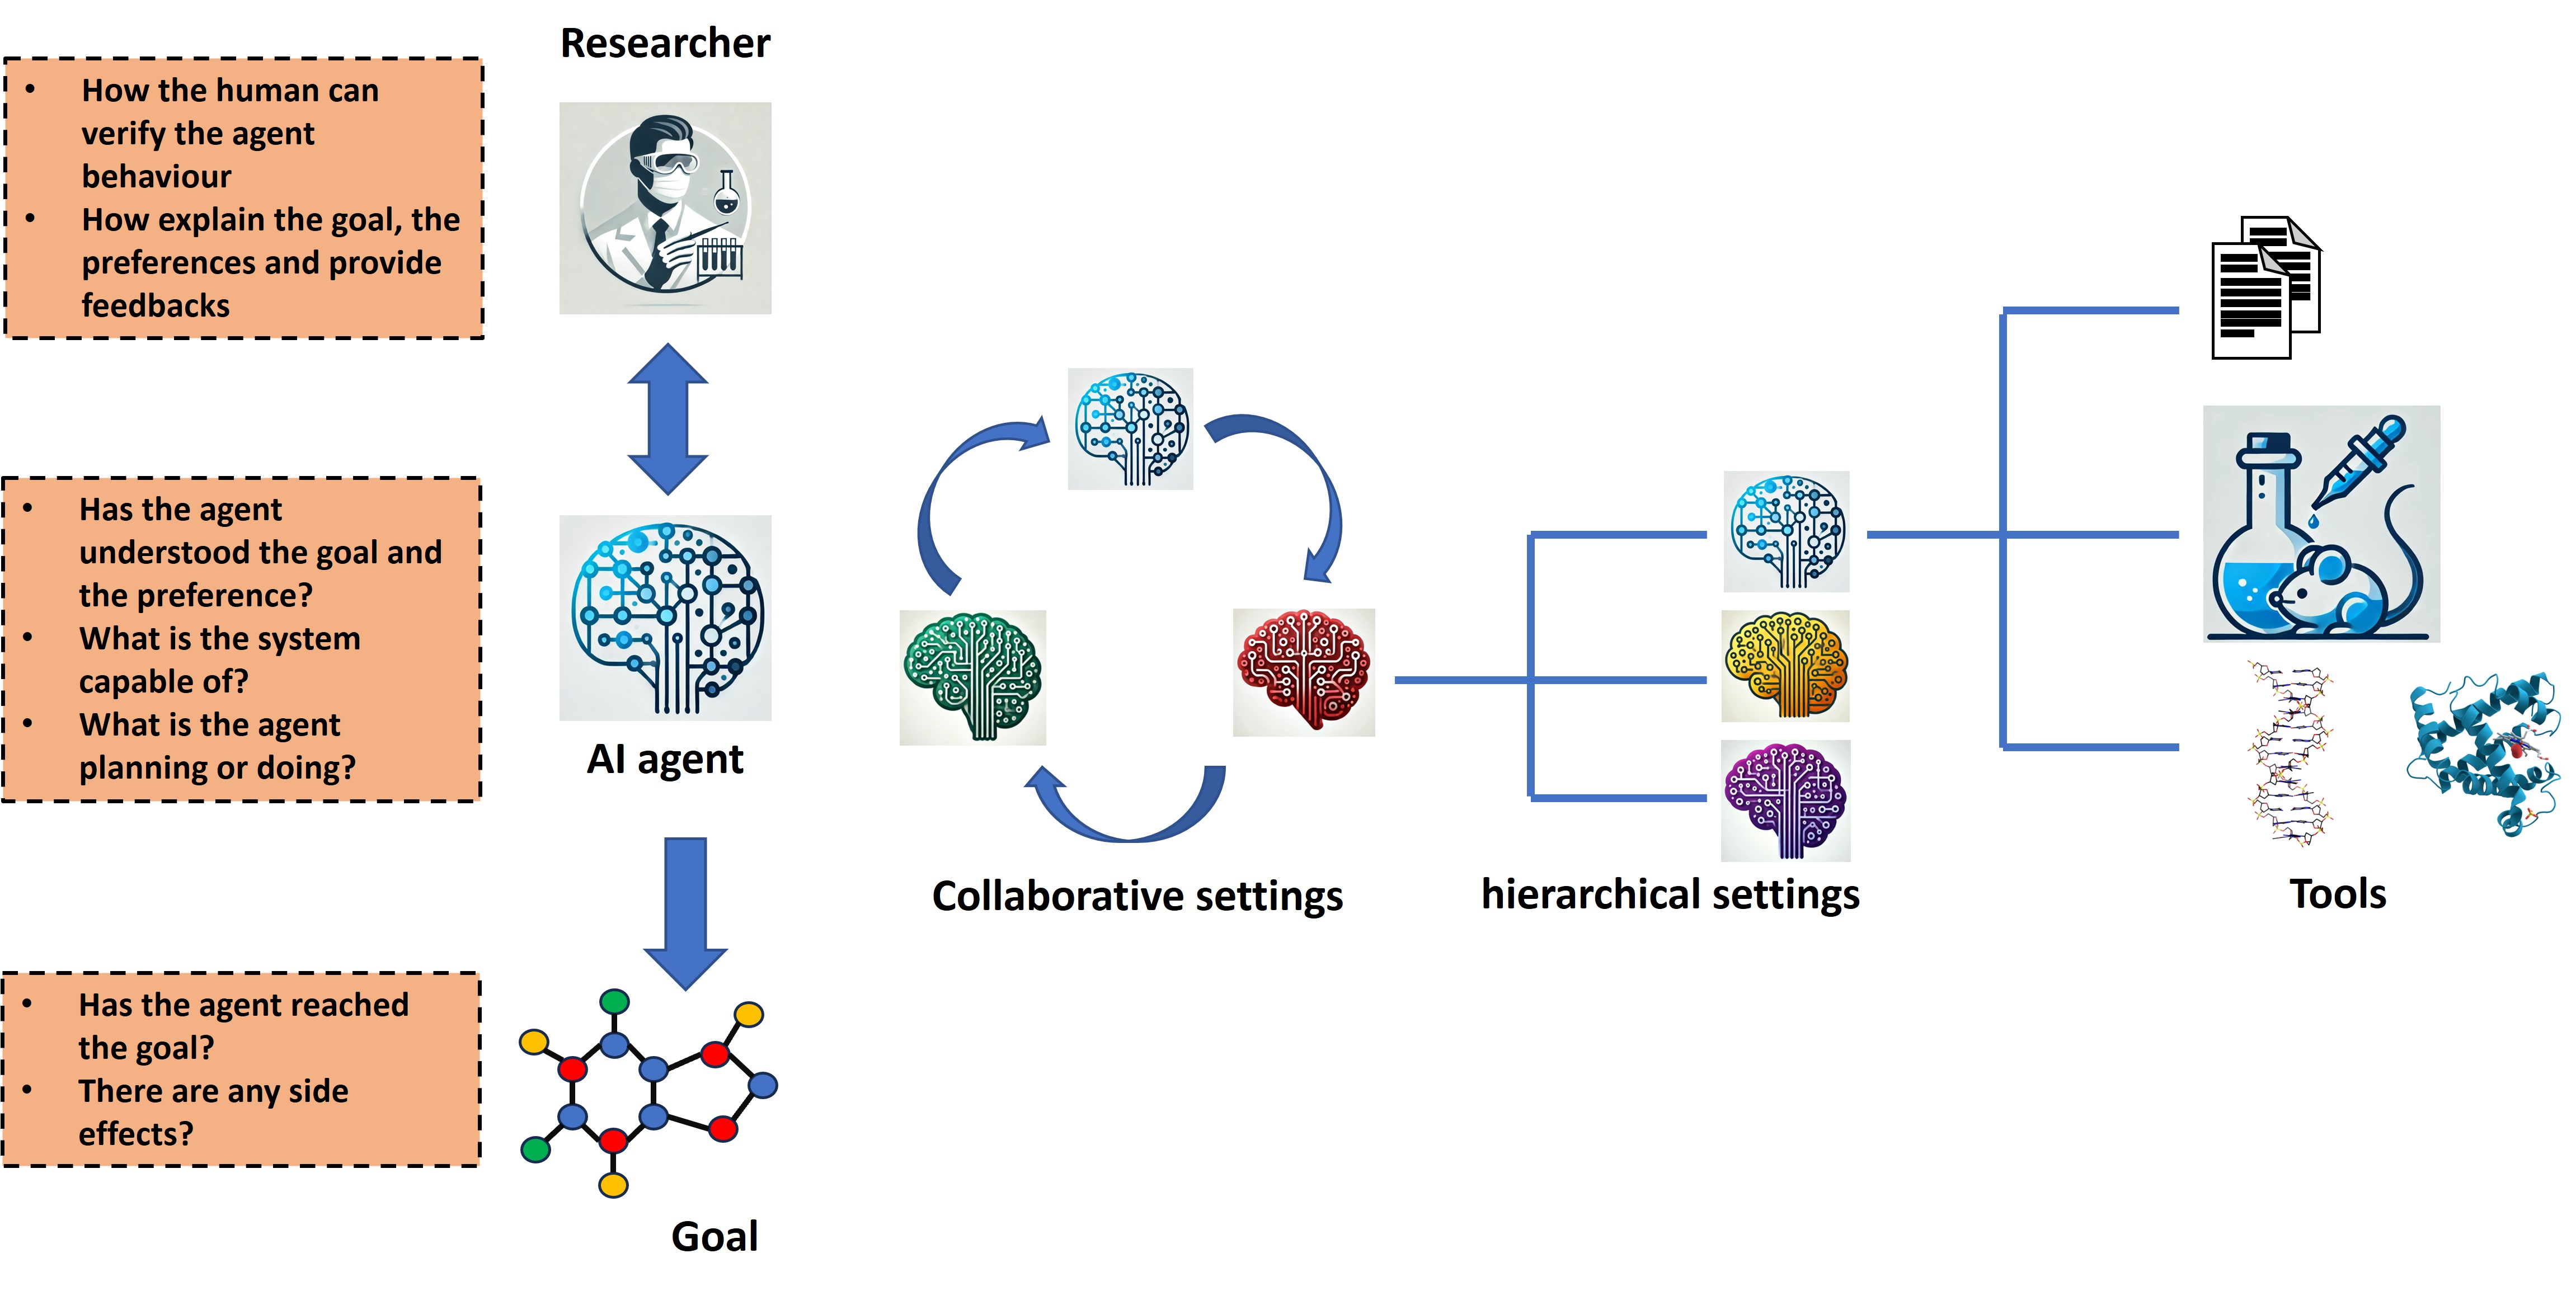 Researcher
• How the human can
verify the agent
behaviour
• How explain the goal, the
preferences and provide
feedbacks
• Has the agent
understood the goal and
the preference?
• What is the system
capable of?
• What is the agent
planning or doing?
AI agent
Collaborative settings
hierarchical settings
Tools
• Has the agent reached
the goal?
• There are any side
effects?
Goal